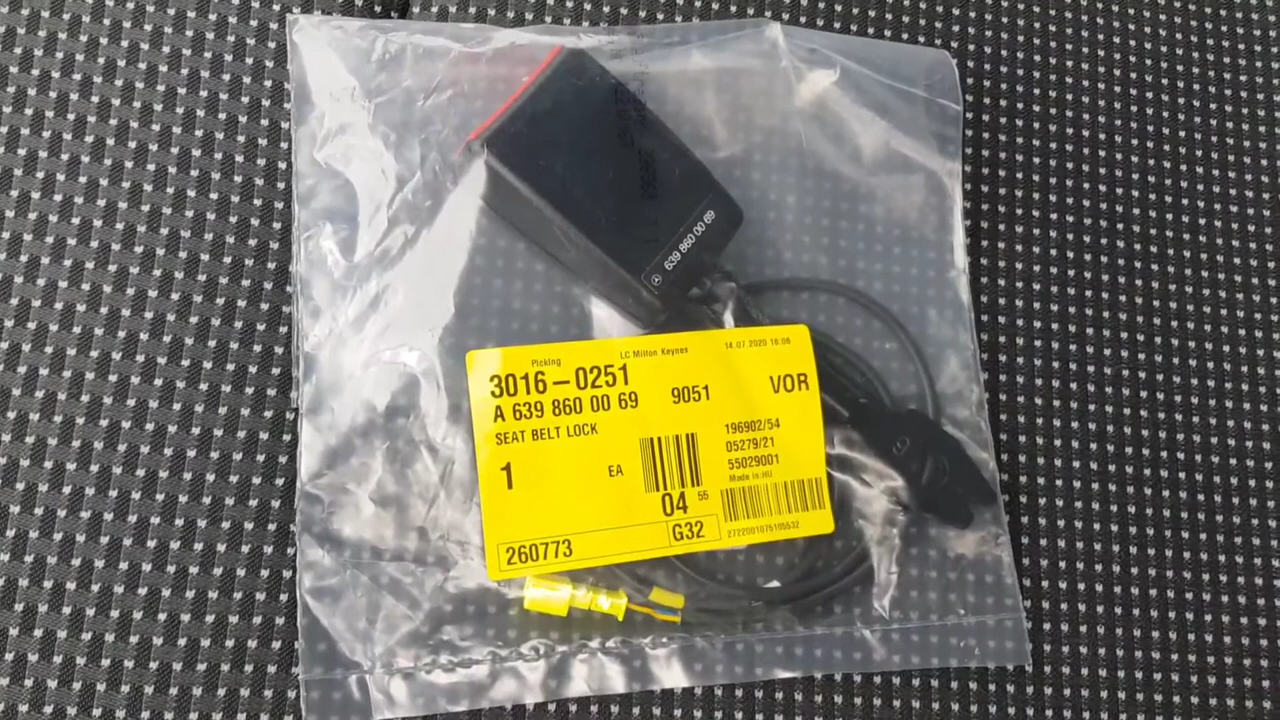 639 860 00 69
Picking LC Milton Keynes 14.07.2020 16:06
3016-0251
A 639 860 00 69 9051 VOR
SEAT BELT LOCK
196902/54
05279/21
55029001
Made in:HU
1 EA
04 55
260773 G32
2722001075105532